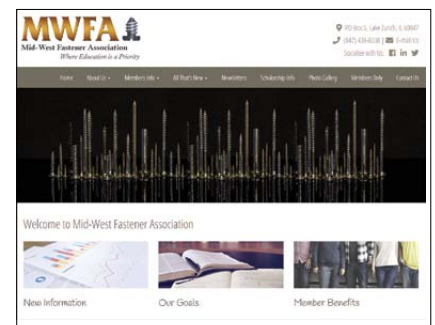 MWFA
Mid-West Fastener Association
Where Education is a Priority
PO Box 5, Lake Zurich, IL 60047
(847) 438-8338 | E-mail Us
Socialize with Us:
Home About Us Members Info All That's New Newsletters Scholarship Info Photo Gallery Members Only Contact Us
Welcome to Mid-West Fastener Association
New Information Our Goals Member Benefits